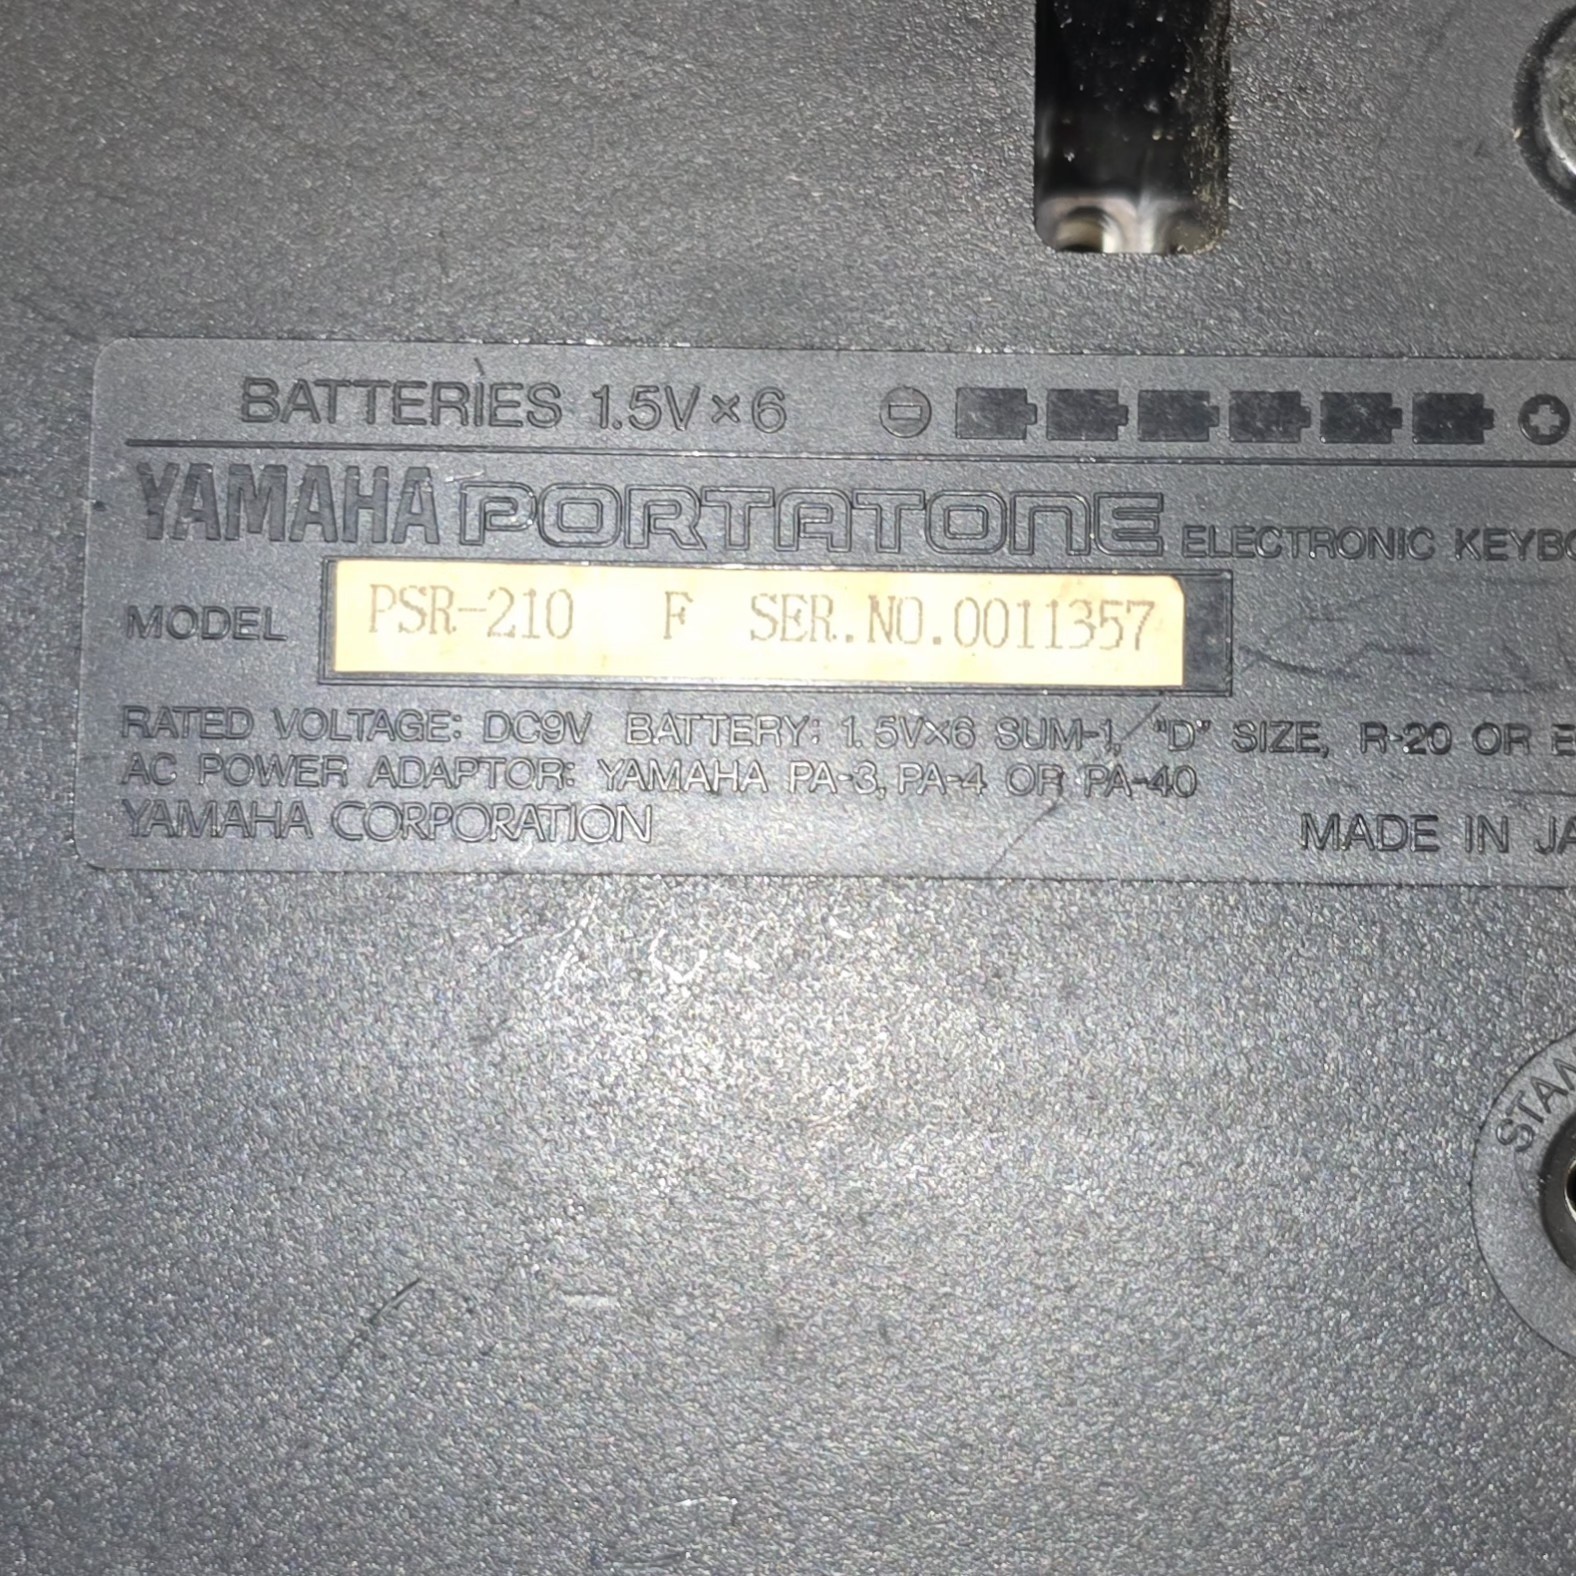 BATTERIES 1.5V×6 ⊖ ⊕
YAMAHA PORTATONE ELECTRONIC KEYBO
MODEL PSR-210 F SER.NO.0011357
RATED VOLTAGE: DC9V BATTERY: 1.5V×6 SUM-1, "D" SIZE, R-20 OR E
AC POWER ADAPTOR: YAMAHA PA-3, PA-4 OR PA-40
YAMAHA CORPORATION MADE IN JA
STAN